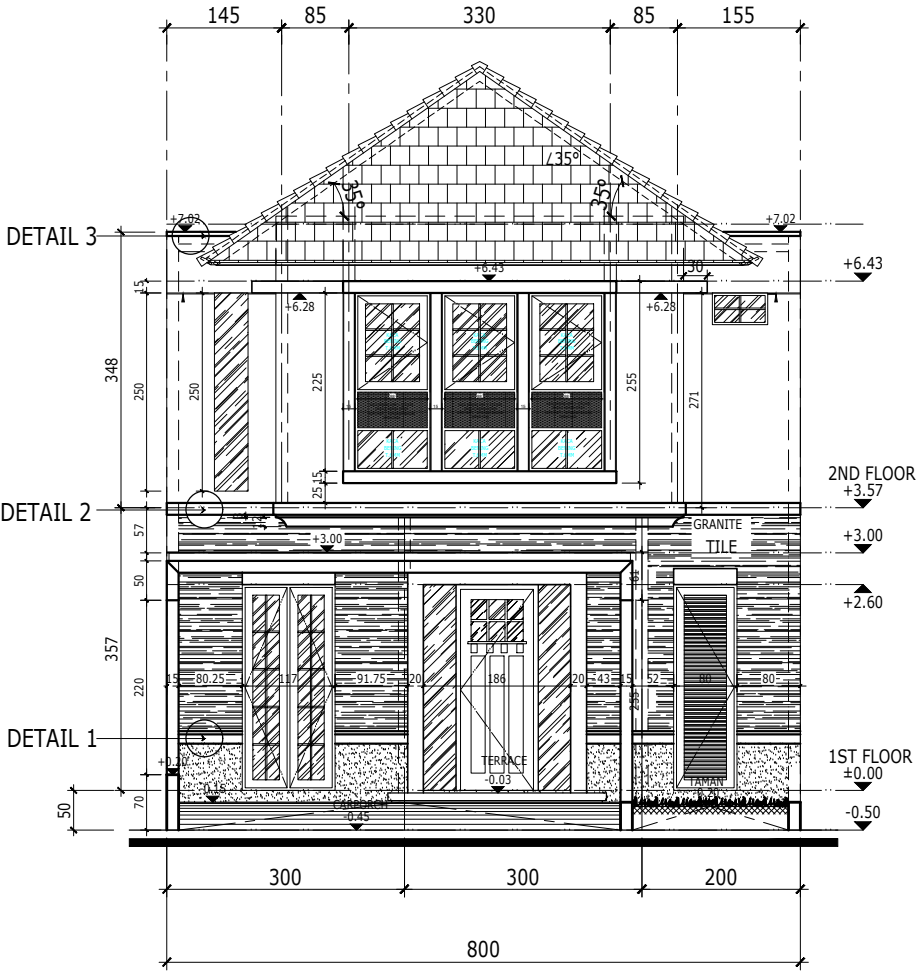 145 85 330 85 155
∠35°
35° 35°
+7.02 +7.02
DETAIL 3
+6.43 30 +6.43
15
+6.28 +6.28
348
250 250 225 255 271
15
25
2ND FLOOR
+3.57
DETAIL 2
57
GRANITE
TILE
+3.00 +3.00
50 61
+2.60
357
220
15 80.25 117 91.75 20 186 20 43 15 52 80 80
255
DETAIL 1
1ST FLOOR
±0.00
+0.20 TERRACE
-0.03
TAMAN
-0.20
-0.15
70
50
CARPORCH
-0.45
-0.50
300 300 200
800